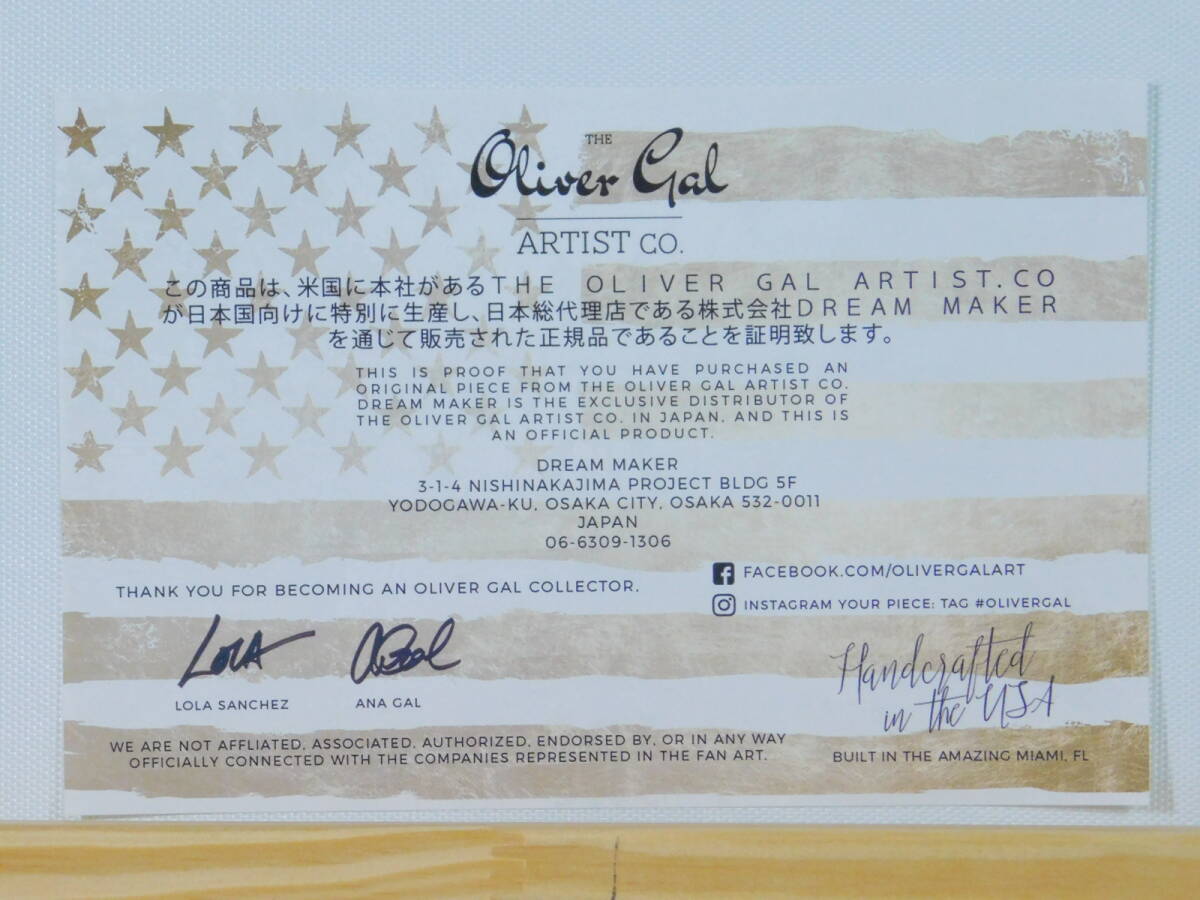 THE
Oliver Gal
ARTIST CO.
この商品は、米国に本社があるTHE OLIVER GAL ARTIST.CO
が日本国向けに特別に生産し、日本総代理店である株式会社DREAM MAKER
を通じて販売された正規品であることを証明致します。
THIS IS PROOF THAT YOU HAVE PURCHASED AN
ORIGINAL PIECE FROM THE OLIVER GAL ARTIST CO.
DREAM MAKER IS THE EXCLUSIVE DISTRIBUTOR OF
THE OLIVER GAL ARTIST CO. IN JAPAN, AND THIS IS
AN OFFICIAL PRODUCT.
DREAM MAKER
3-1-4 NISHINAKAJIMA PROJECT BLDG 5F
YODOGAWA-KU, OSAKA CITY, OSAKA 532-0011
JAPAN
06-6309-1306
THANK YOU FOR BECOMING AN OLIVER GAL COLLECTOR.
FACEBOOK.COM/OLIVERGALART
INSTAGRAM YOUR PIECE: TAG #OLIVERGAL
LOLA
LOLA SANCHEZ
ANA GAL
Handcrafted
in the USA
WE ARE NOT AFFLIATED, ASSOCIATED, AUTHORIZED, ENDORSED BY, OR IN ANY WAY
OFFICIALLY CONNECTED WITH THE COMPANIES REPRESENTED IN THE FAN ART.
BUILT IN THE AMAZING MIAMI, FL